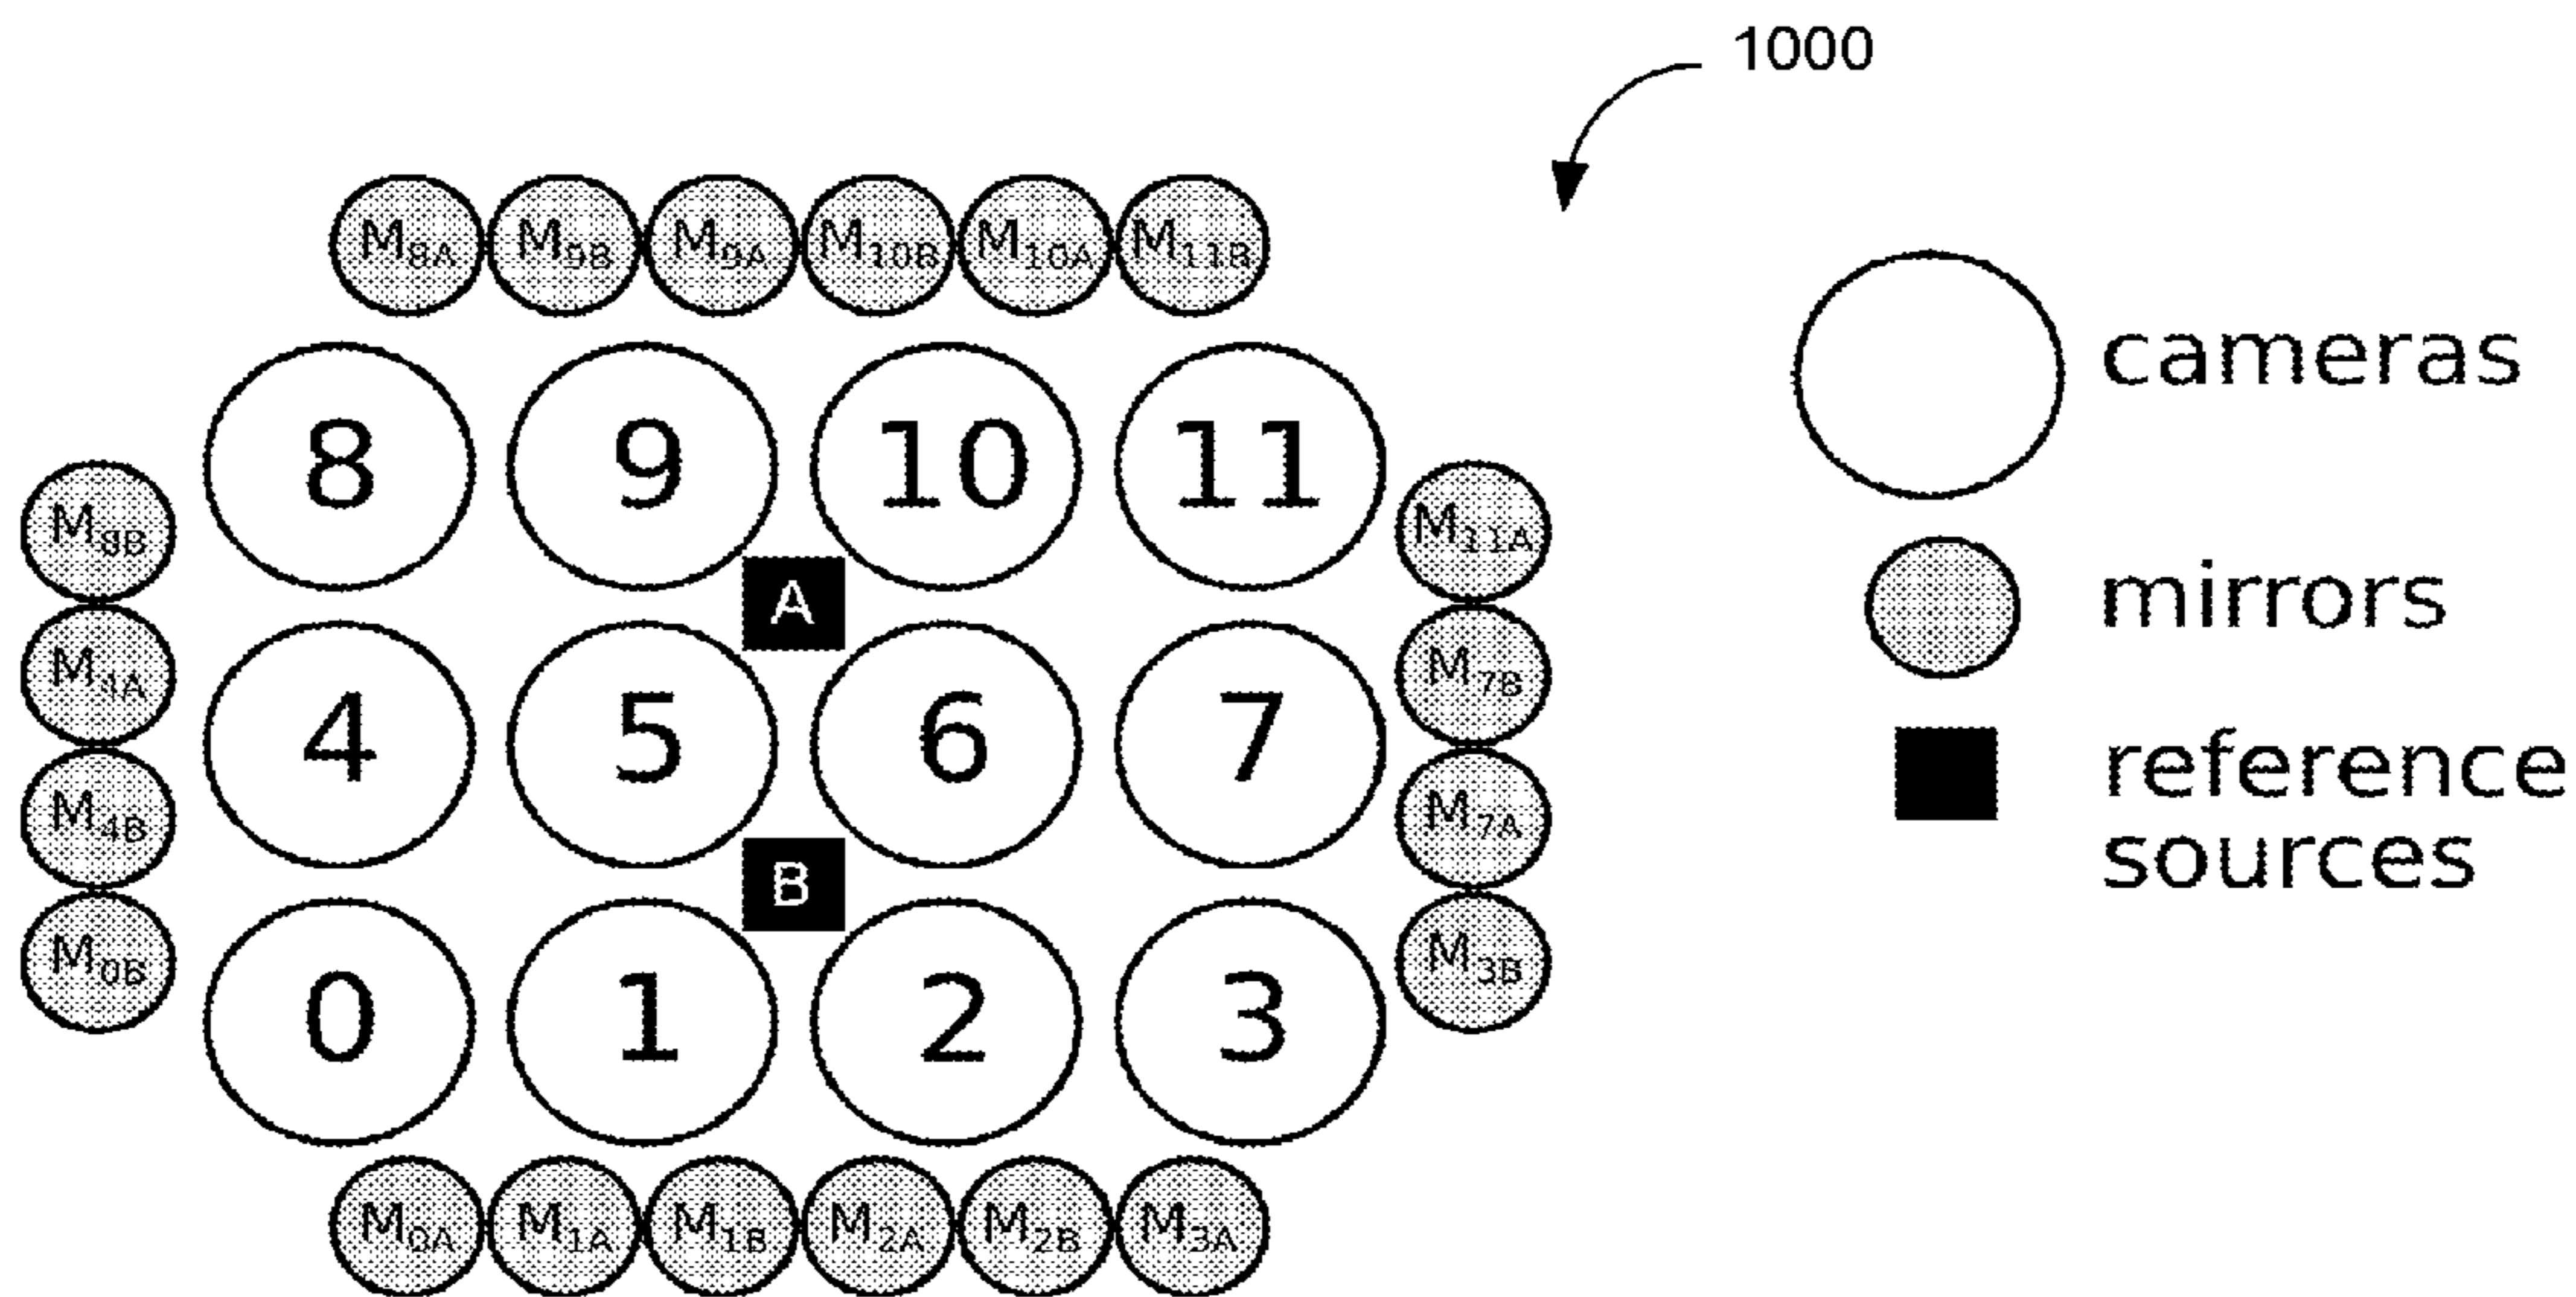 1000
M8A M9B M9A M10B M10A M11B
cameras
8 9 10 11
M8B M11A
A
mirrors
M4A M7B
4 5 6 7
reference
sources
M4B M7A
B
M0B M3B
0 1 2 3
M0A M1A M1B M2A M2B M3A